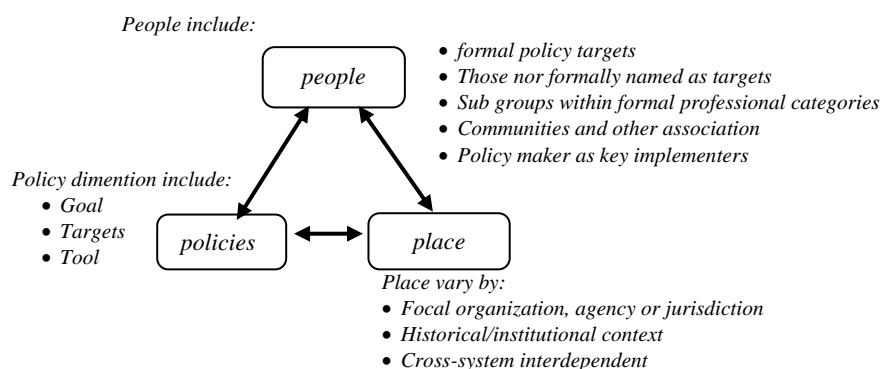 People include:
people
• formal policy targets
• Those nor formally named as targets
• Sub groups within formal professional categories
• Communities and other association
• Policy maker as key implementers
Policy dimention include:
• Goal
• Targets
• Tool
policies
place
Place vary by:
• Focal organization, agency or jurisdiction
• Historical/institutional context
• Cross-system interdependent